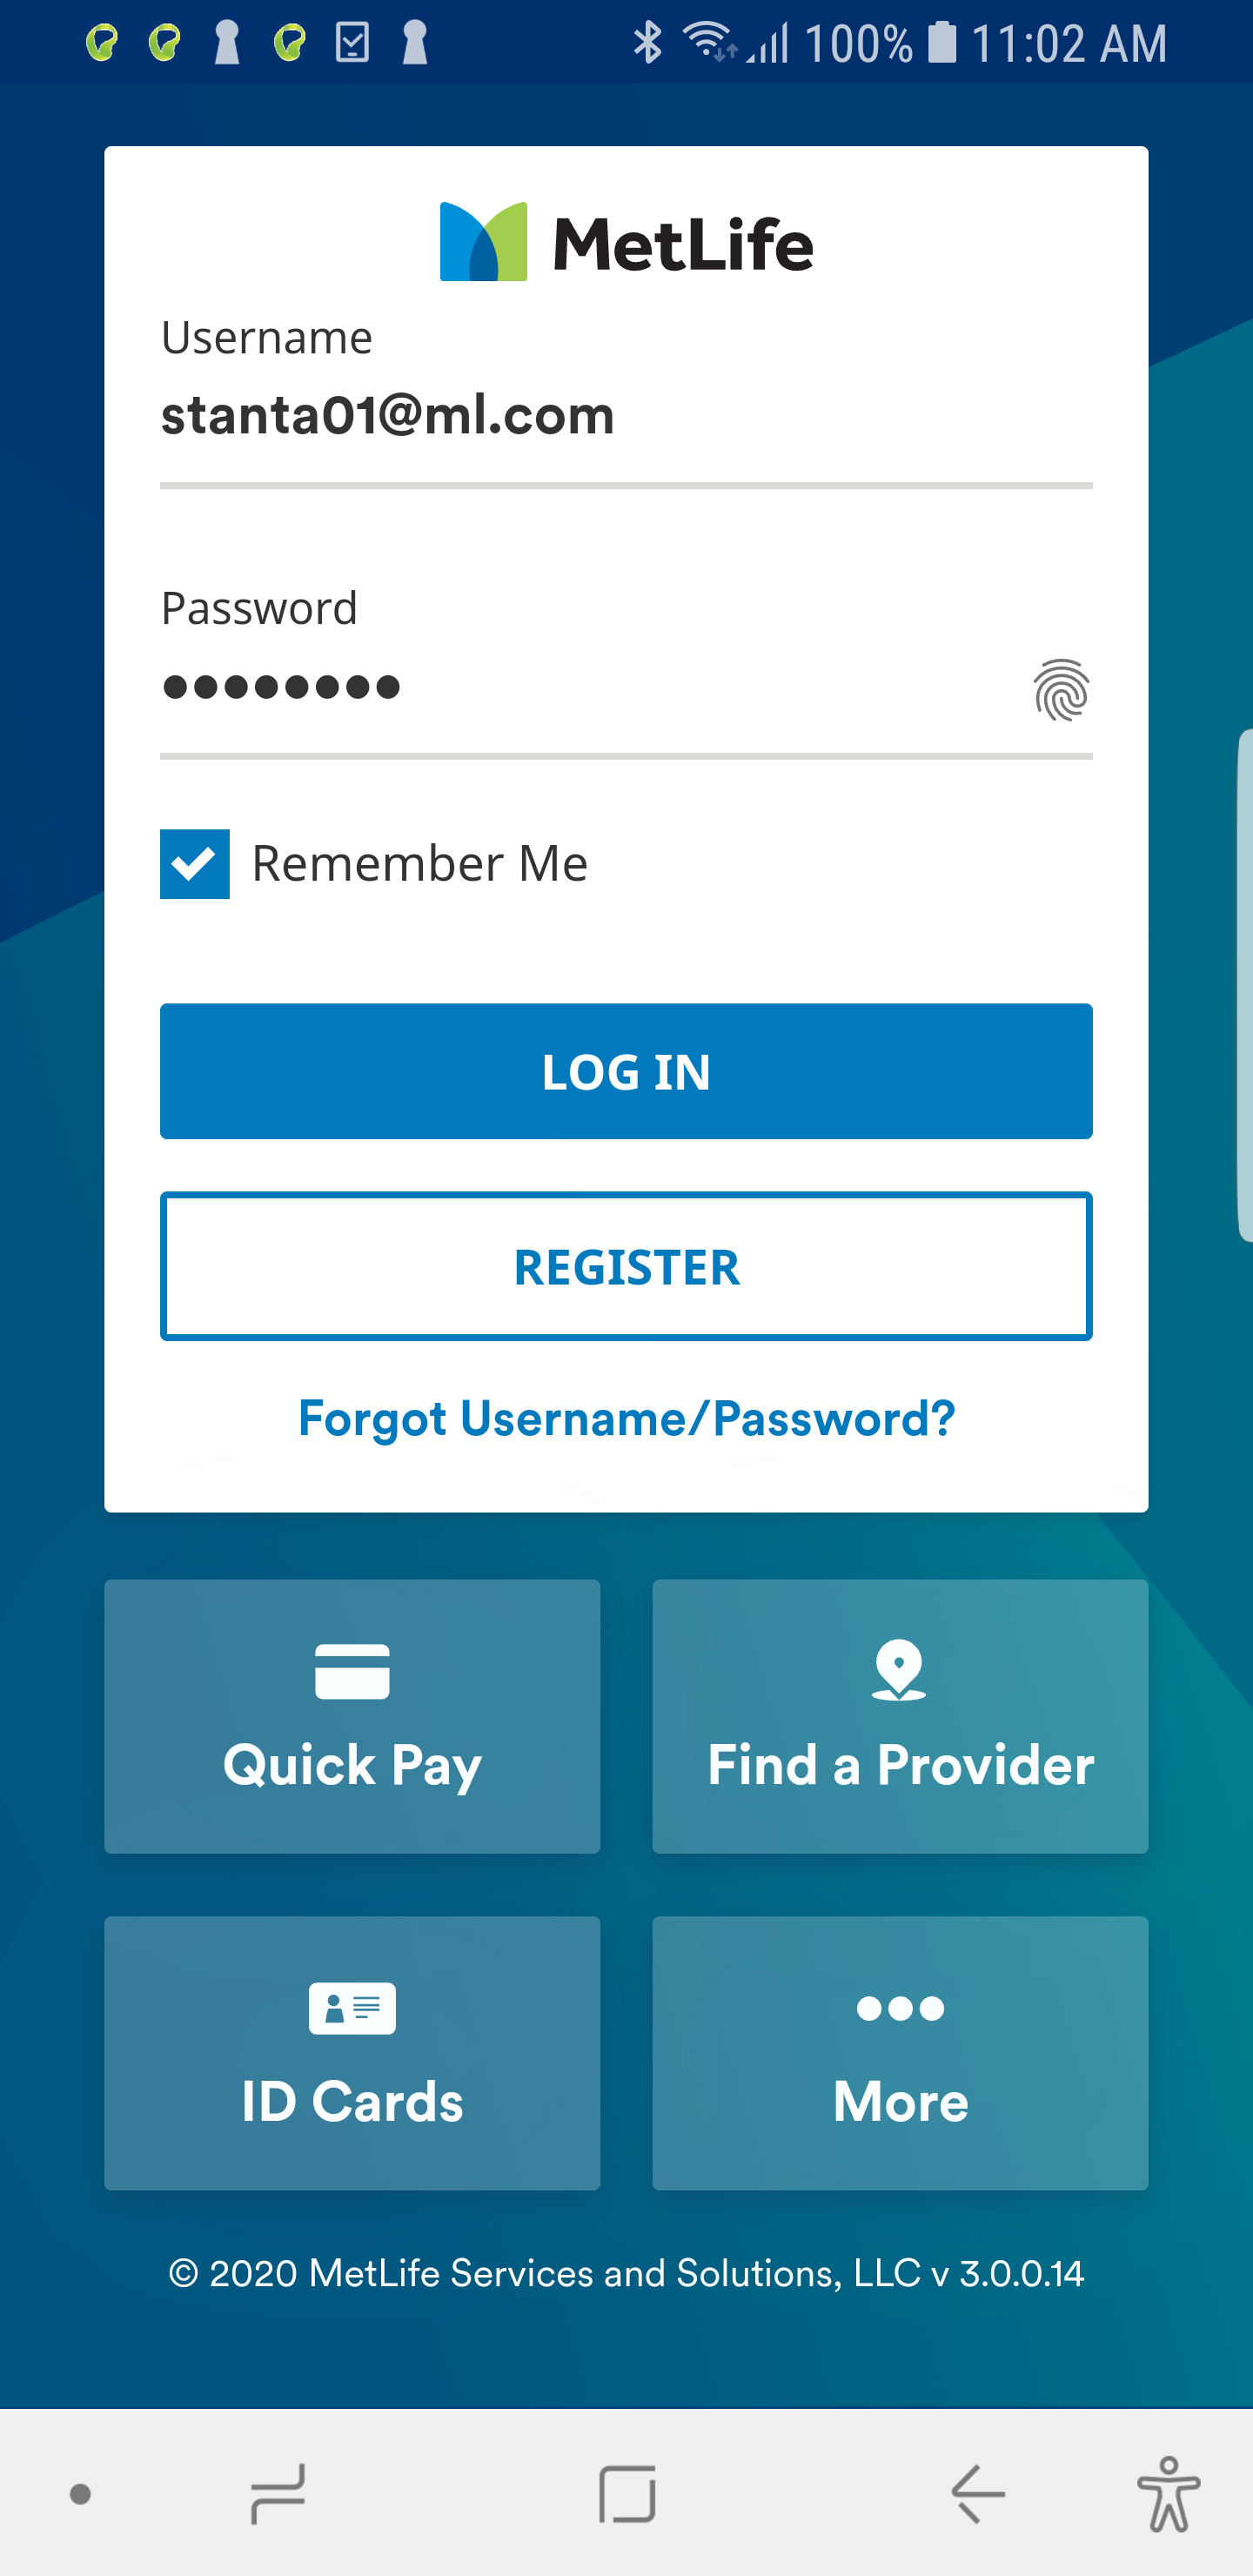 100% 11:02 AM
MetLife
Username
stanta01@ml.com
Password
••••••••
Remember Me
LOG IN
REGISTER
Forgot Username/Password?
Quick Pay
Find a Provider
ID Cards
More
© 2020 MetLife Services and Solutions, LLC v 3.0.0.14